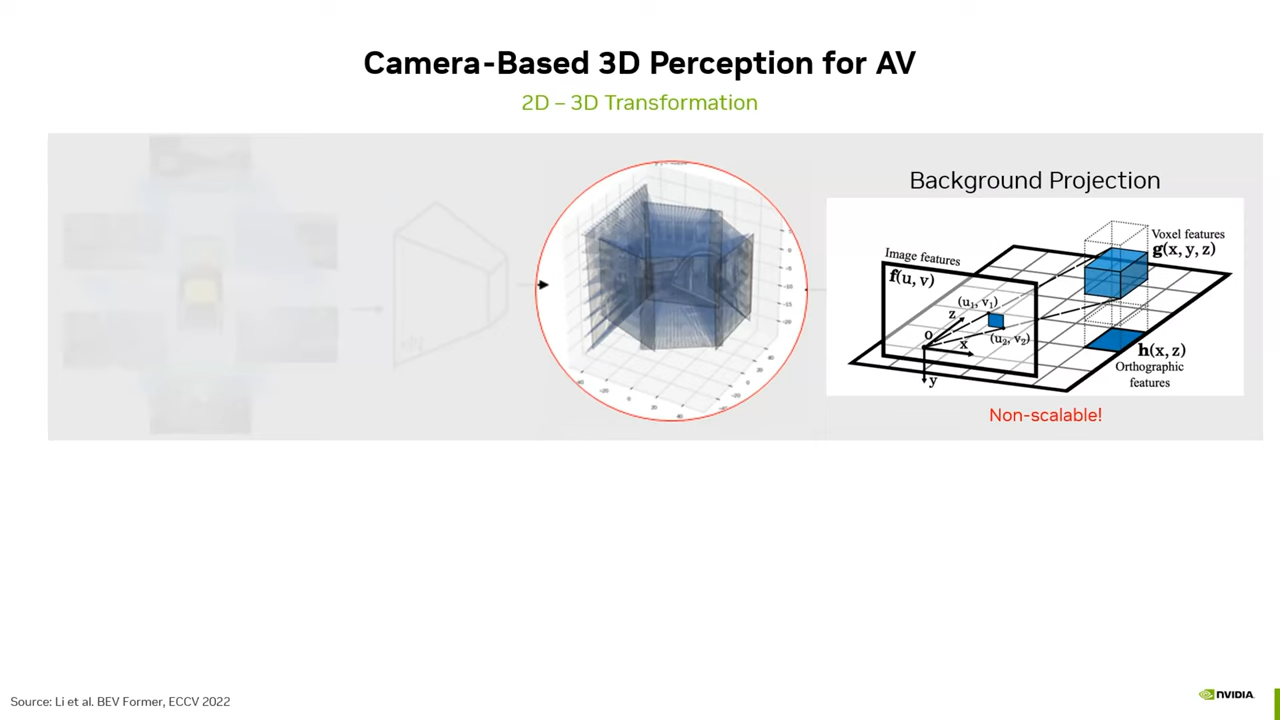 Camera-Based 3D Perception for AV
2D – 3D Transformation
Background Projection
Image features
f(u, v)
(u₁, v₁)
(u₂, v₂)
z
o
x
y
Voxel features
g(x, y, z)
h(x, z)
Orthographic
features
Non-scalable!
Source: Li et al. BEV Former, ECCV 2022
NVIDIA